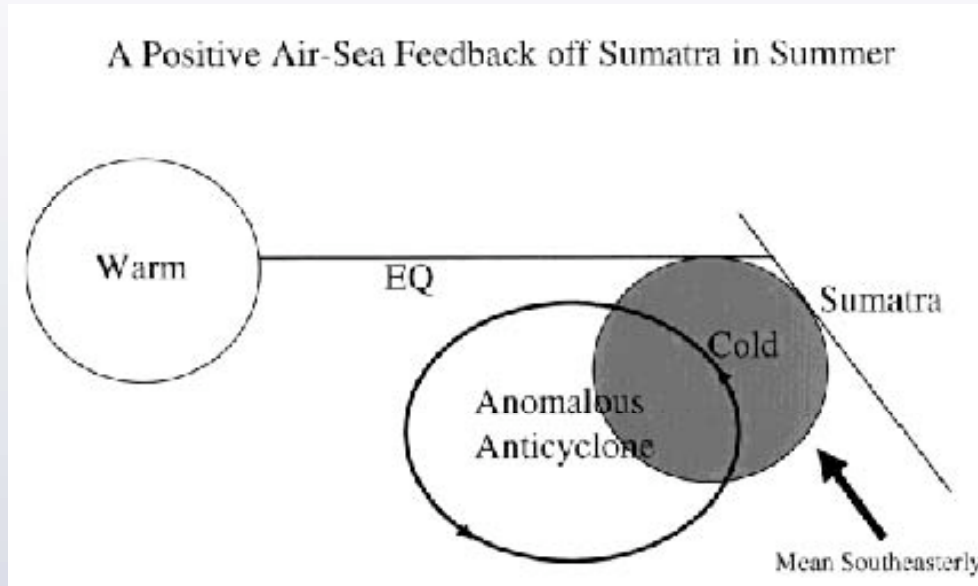 A Positive Air-Sea Feedback off Sumatra in Summer
Warm
EQ
Sumatra
Cold
Anomalous
Anticyclone
Mean Southeasterly